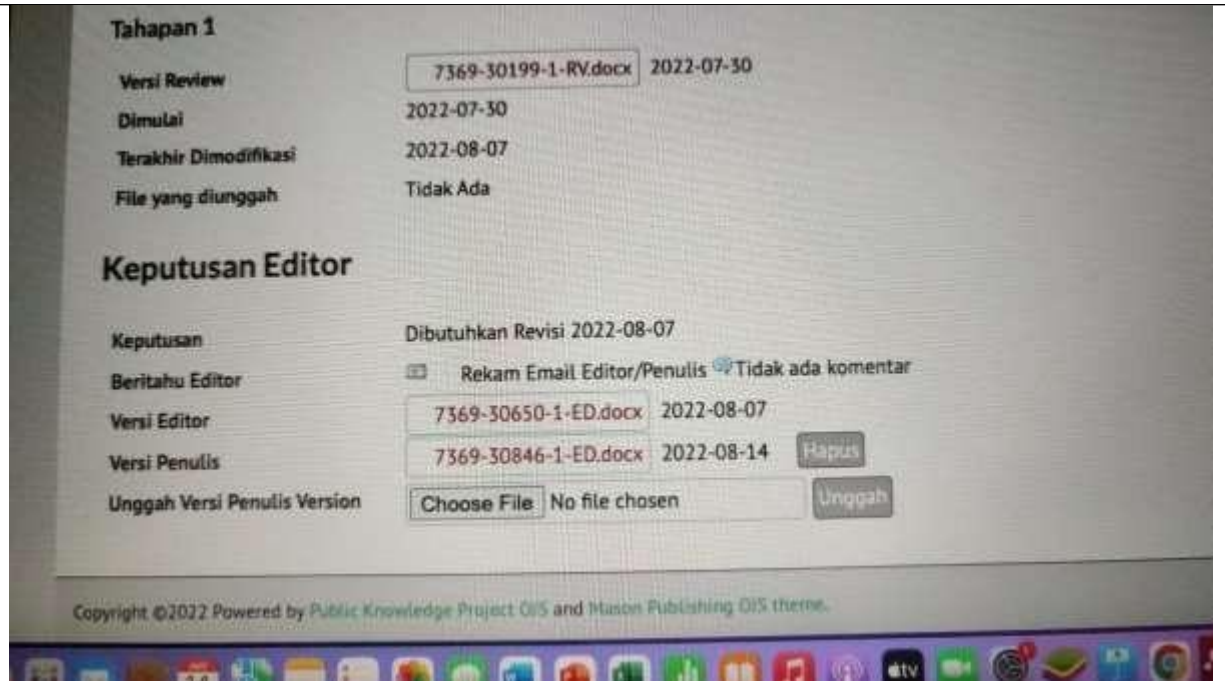 Tahapan 1
Versi Review 7369-30199-1-RV.docx 2022-07-30
Dimulai 2022-07-30
Terakhir Dimodifikasi 2022-08-07
File yang diunggah Tidak Ada
Keputusan Editor
Keputusan Dibutuhkan Revisi 2022-08-07
Beritahu Editor Rekam Email Editor/Penulis Tidak ada komentar
Versi Editor 7369-30650-1-ED.docx 2022-08-07
Versi Penulis 7369-30846-1-ED.docx 2022-08-14 Hapus
Unggah Versi Penulis Version Choose File No file chosen Unggah
Copyright ©2022 Powered by Public Knowledge Project OJS and Mason Publishing OJS theme.
tv